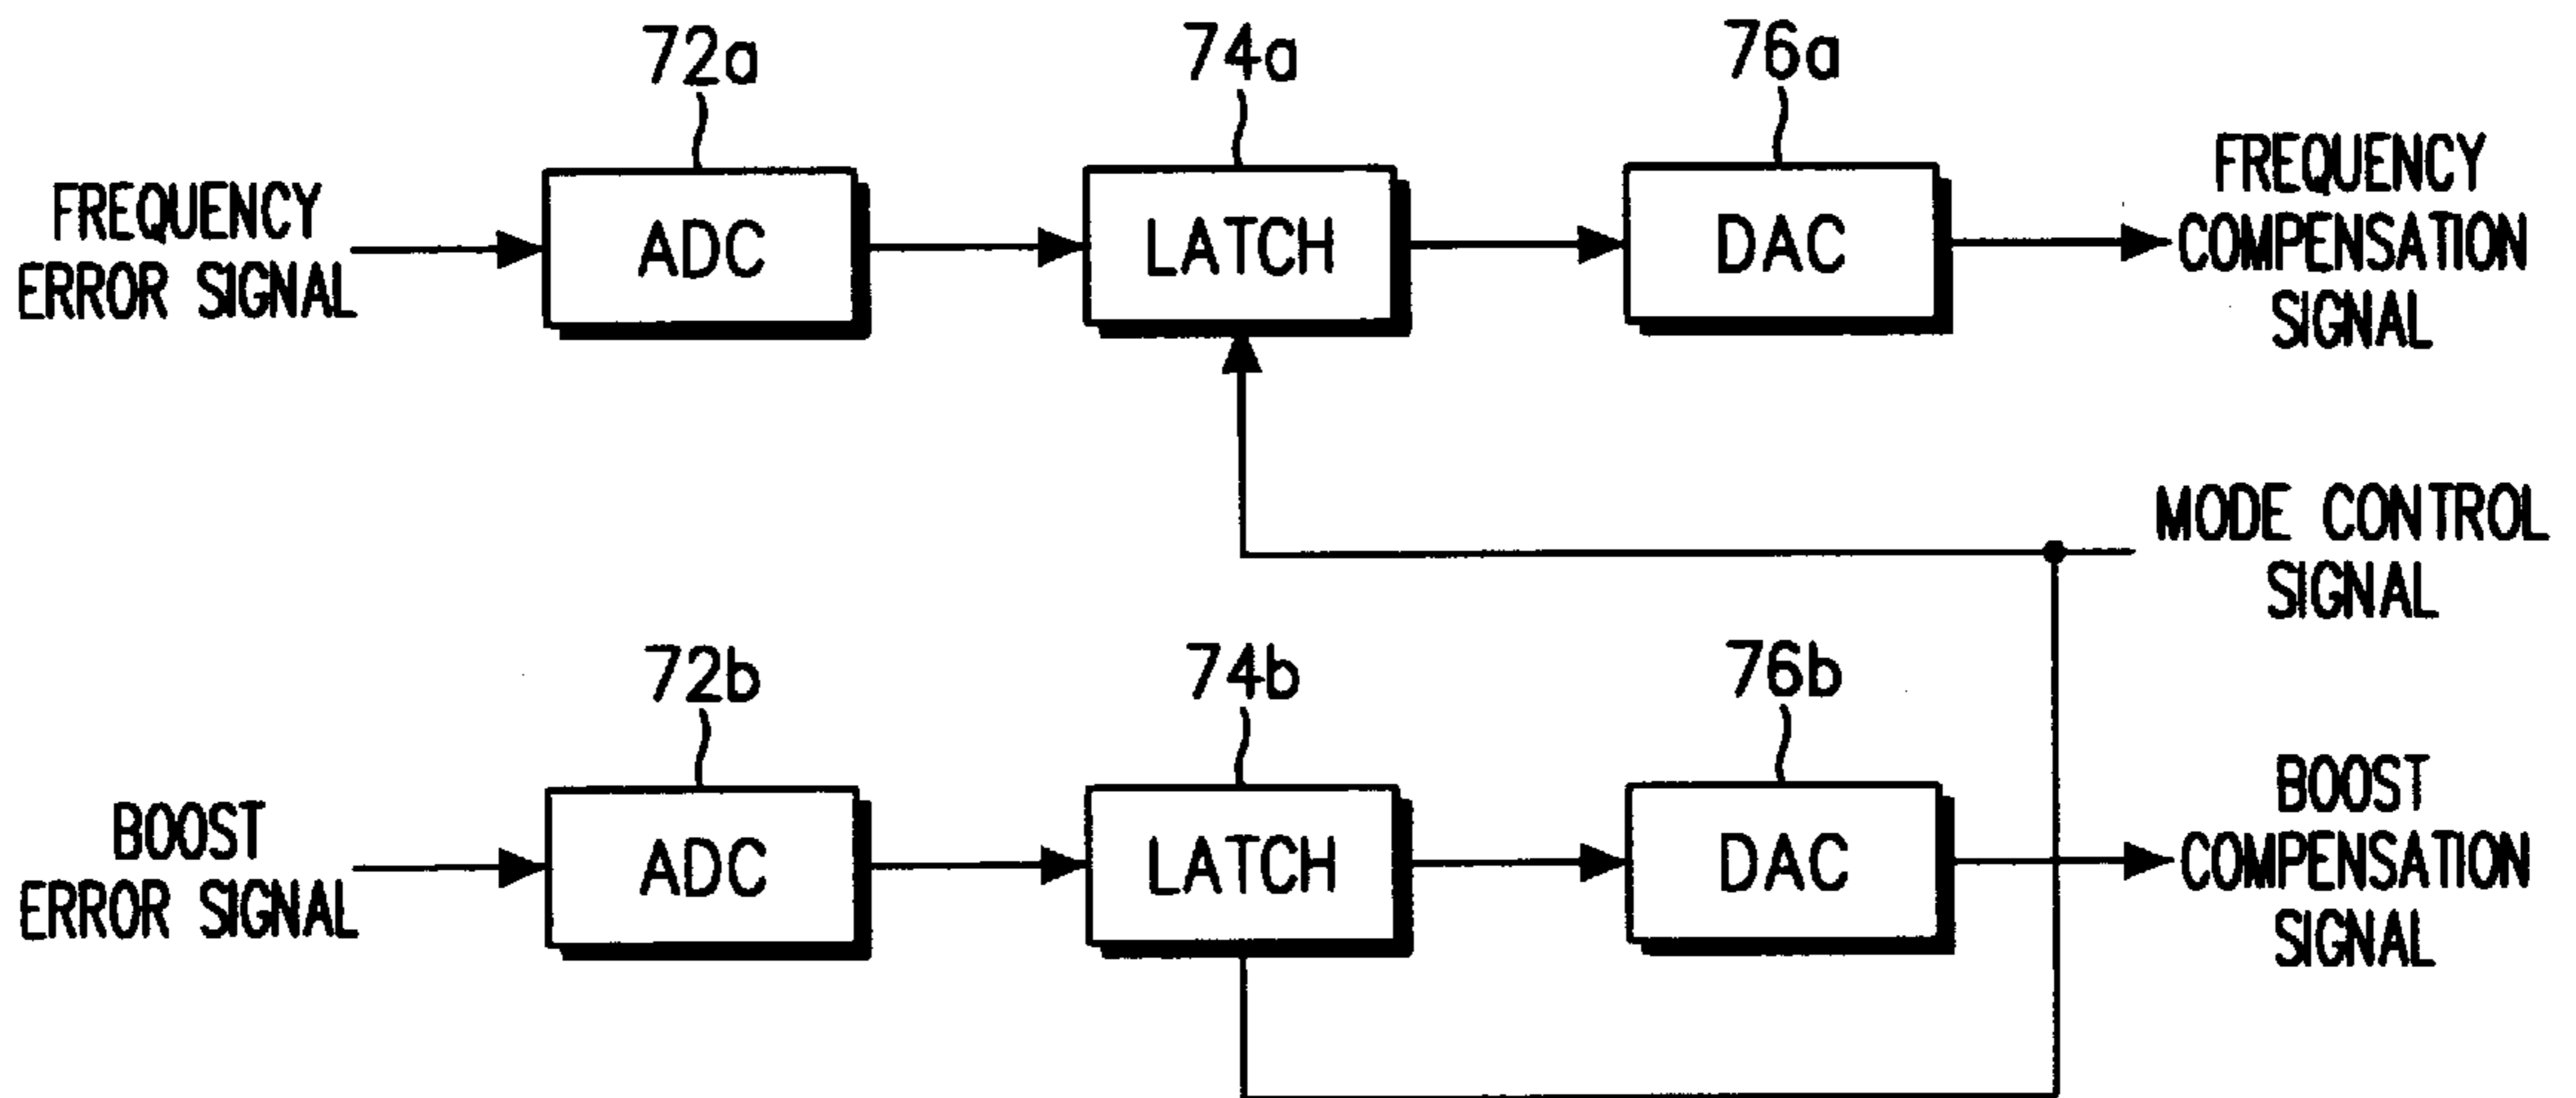 72a
74a
76a
FREQUENCY
ERROR SIGNAL
ADC
LATCH
DAC
FREQUENCY
COMPENSATION
SIGNAL
MODE CONTROL
SIGNAL
72b
74b
76b
BOOST
ERROR SIGNAL
ADC
LATCH
DAC
BOOST
COMPENSATION
SIGNAL